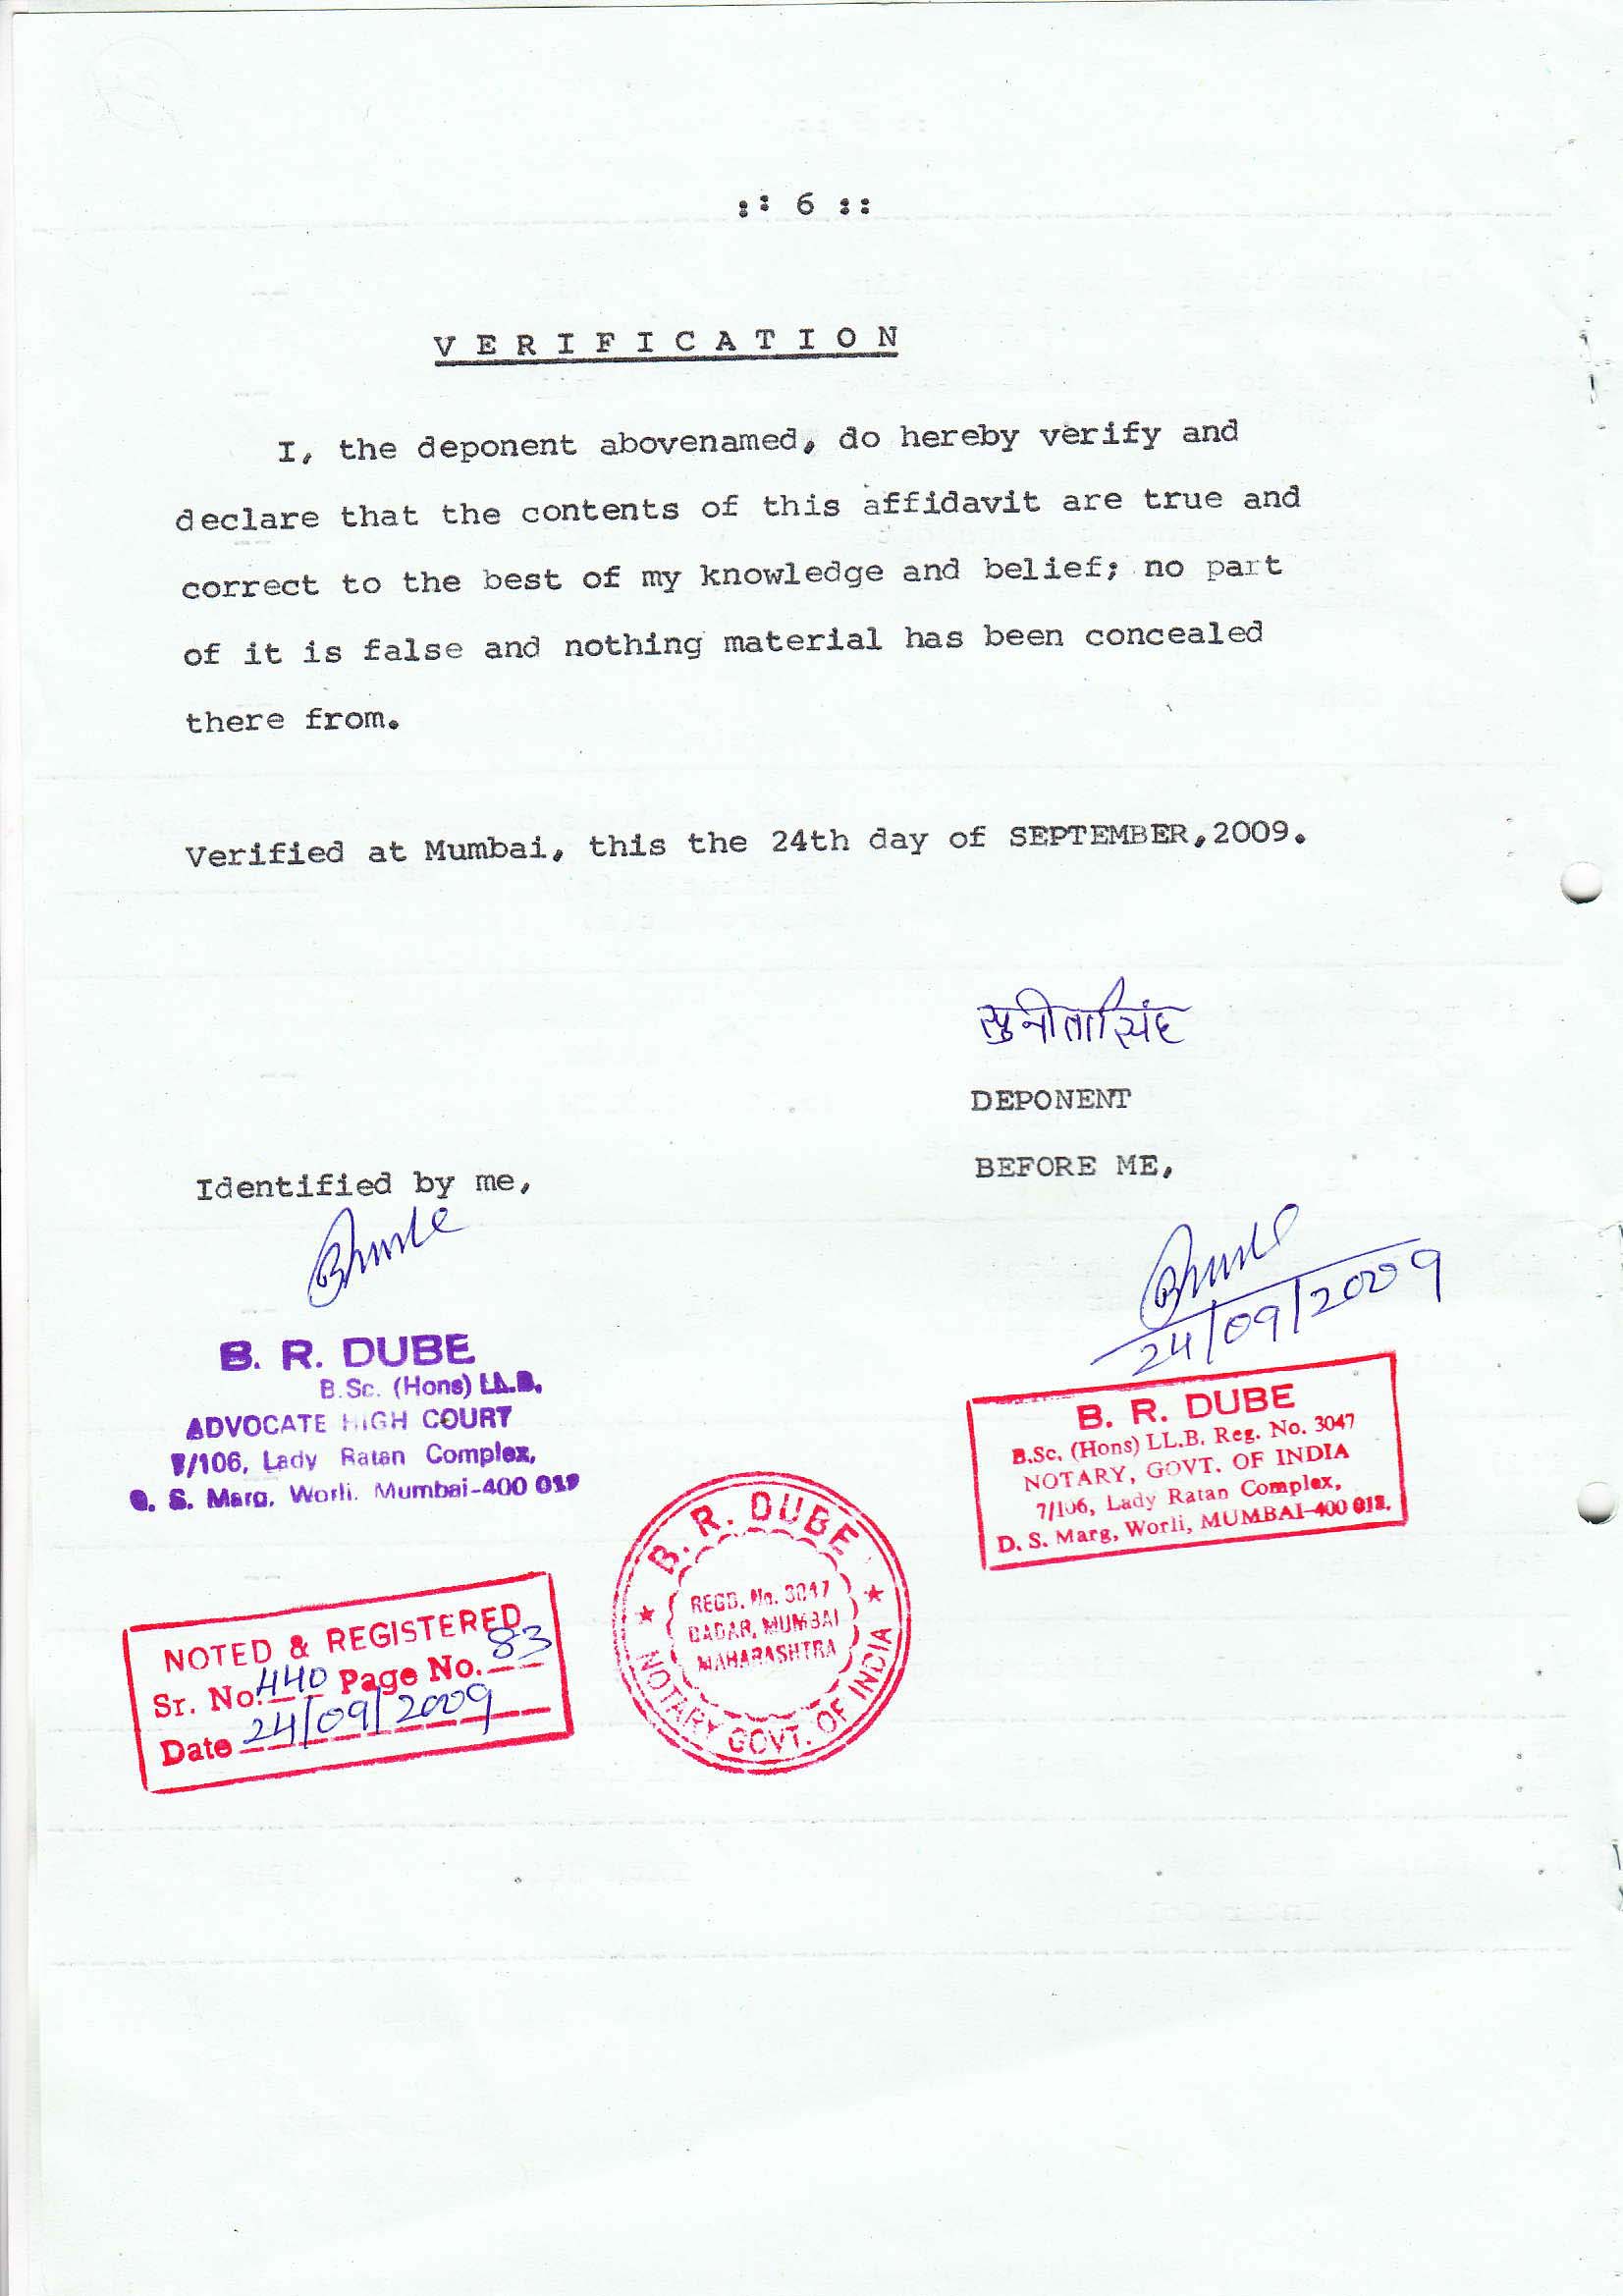 :: 6 ::
VERIFICATION
I, the deponent abovenamed, do hereby verify and
declare that the contents of this affidavit are true and
correct to the best of my knowledge and belief; no part
of it is false and nothing material has been concealed
there from.
Verified at Mumbai, this the 24th day of SEPTEMBER,2009.
सुनीता सिंह
DEPONENT
BEFORE ME,
Identified by me,
24/09/2009
B. R. DUBE
B.Sc. (Hons) LL.B.
ADVOCATE HIGH COURT
7/106, Lady Ratan Complex,
D. S. Marg, Worli, Mumbai-400 018
B. R. DUBE
B.Sc. (Hons) LL.B. Reg. No. 3047
NOTARY, GOVT. OF INDIA
7/106, Lady Ratan Complex,
D. S. Marg, Worli, MUMBAI-400 018.
B. R. DUBE
REGD. No. 3047
DADAR, MUMBAI
MAHARASHTRA
NOTARY GOVT. OF INDIA
NOTED & REGISTERED
Sr. No. 440 Page No. 83
Date 24/09/2009